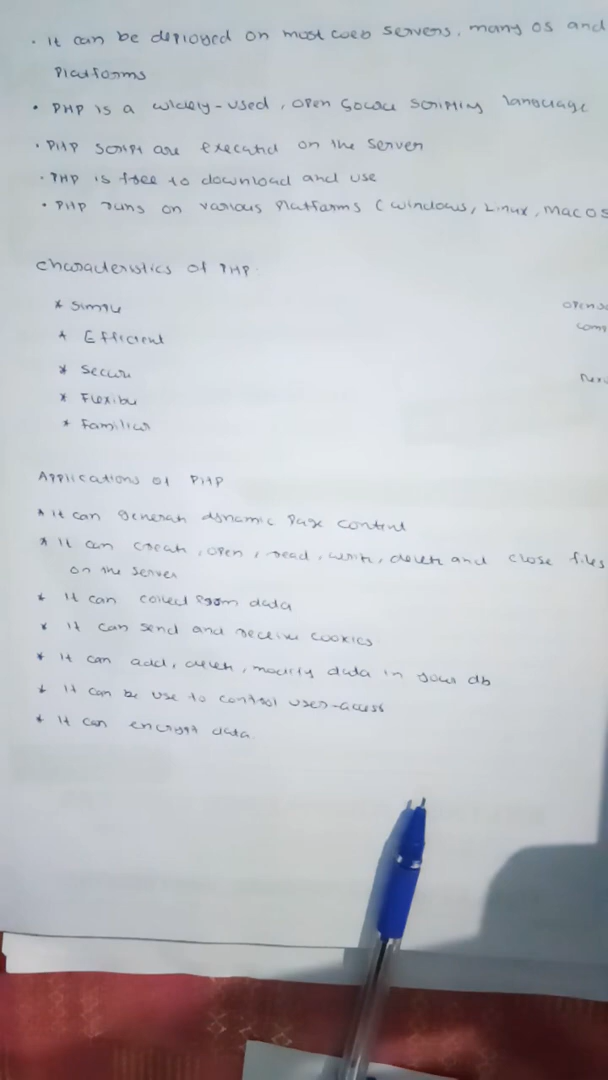 · It can be deployed on most web servers, many OS and
Platforms
• PHP is a widely-used, open source scripting language
• PHP script are executed on the server
• PHP is free to download and use
• PHP runs on various platforms (windows, Linux, Mac OS
Characteristics of PHP:
* Simple
* Efficient
* Secure
* Flexible
* Familiar
Applications of PHP
* It can generate dynamic page content
* It can create, open, read, write, delete and close files
on the server
* It can collect form data
* It can send and receive cookies
* It can add, delete, modify data in your db
* It can be use to control user-access
* It can encrypt data.